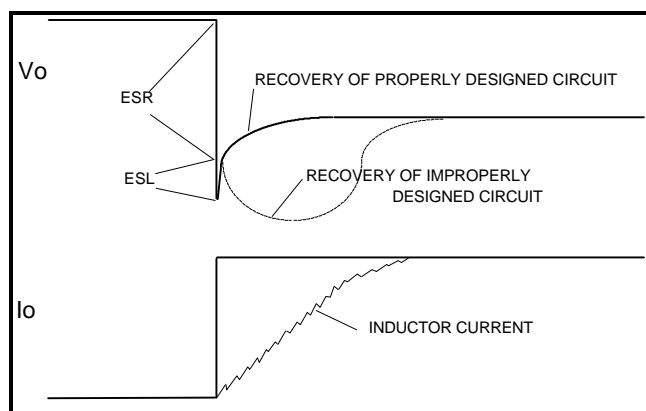 Vo
RECOVERY OF PROPERLY DESIGNED CIRCUIT
ESR
ESL
RECOVERY OF IMPROPERLY
DESIGNED CIRCUIT
Io
INDUCTOR CURRENT